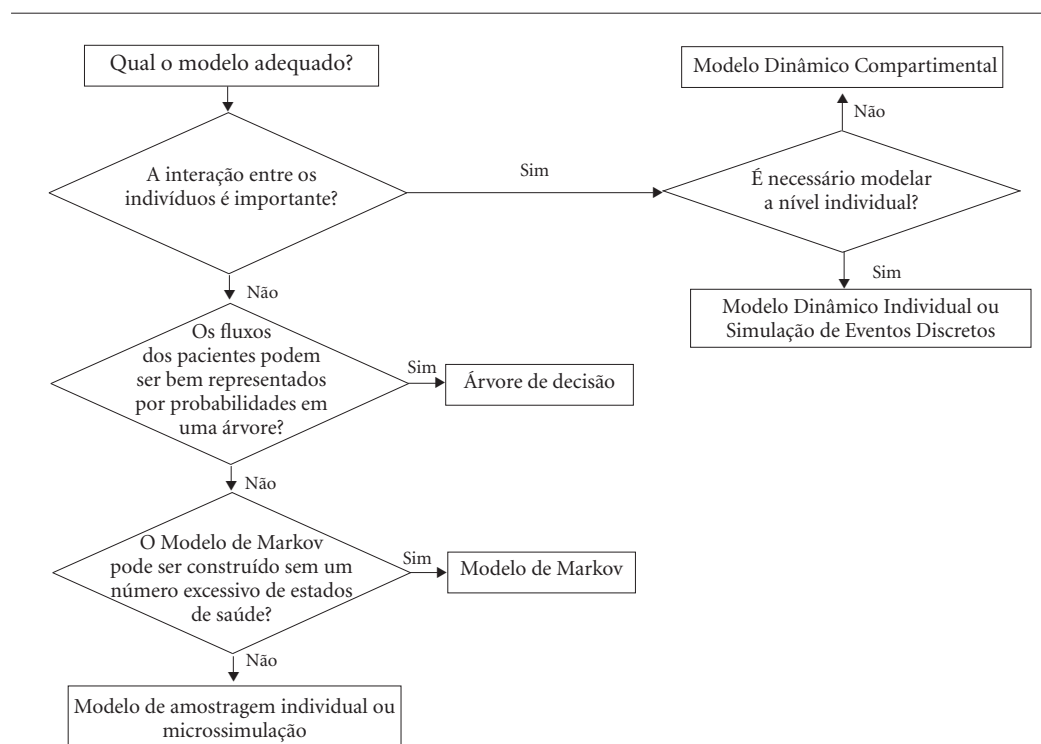 Qual o modelo adequado?
Modelo Dinâmico Compartimental
Não
A interação entre os
indivíduos é importante?
Sim
É necessário modelar
a nível individual?
Sim
Modelo Dinâmico Individual ou
Simulação de Eventos Discretos
Não
Os fluxos
dos pacientes podem
ser bem representados
por probabilidades em
uma árvore?
Sim
Árvore de decisão
Não
O Modelo de Markov
pode ser construído sem um
número excessivo de estados
de saúde?
Sim
Modelo de Markov
Não
Modelo de amostragem individual ou
microssimulação